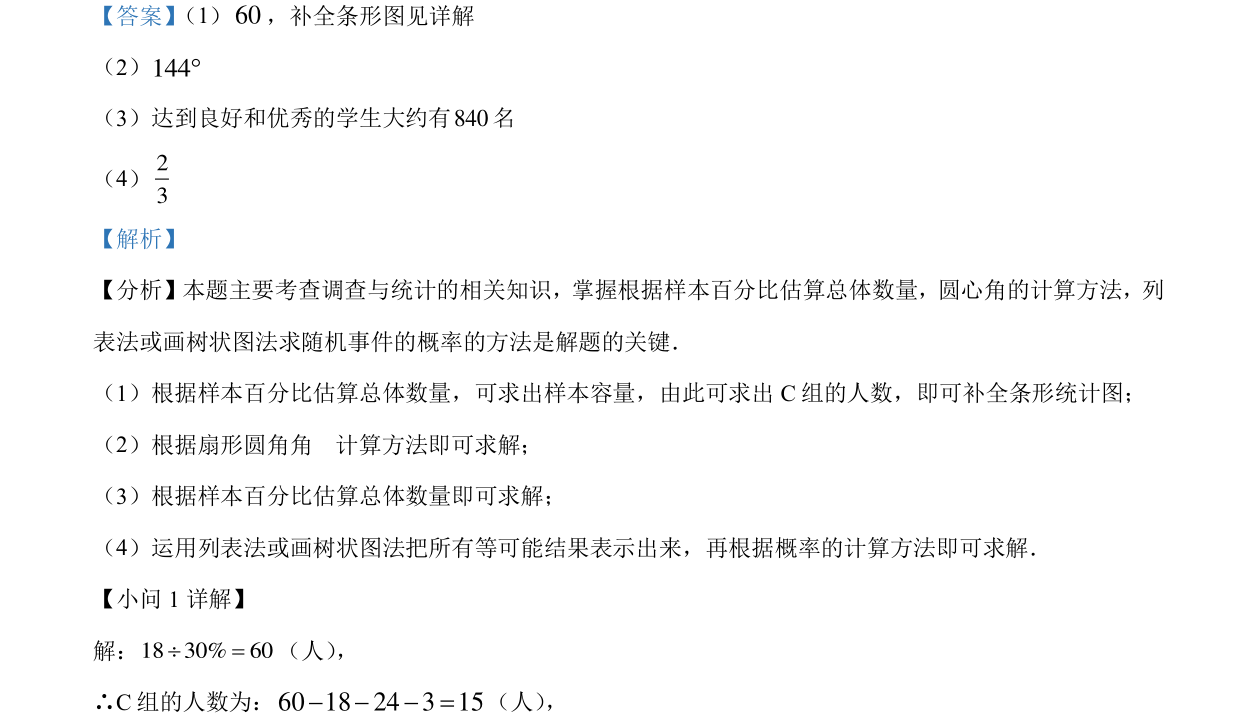 【答案】（1）60，补全条形图见详解
（2）144°
（3）达到良好和优秀的学生大约有840名
（4）2/3
【解析】
【分析】本题主要考查调查与统计的相关知识，掌握根据样本百分比估算总体数量，圆心角的计算方法，列
表法或画树状图法求随机事件的概率的方法是解题的关键．
（1）根据样本百分比估算总体数量，可求出样本容量，由此可求出 C 组的人数，即可补全条形统计图；
（2）根据扇形圆角角　计算方法即可求解；
（3）根据样本百分比估算总体数量即可求解；
（4）运用列表法或画树状图法把所有等可能结果表示出来，再根据概率的计算方法即可求解．
【小问 1 详解】
解：18÷30%=60（人），
∴C 组的人数为：60−18−24−3=15（人），